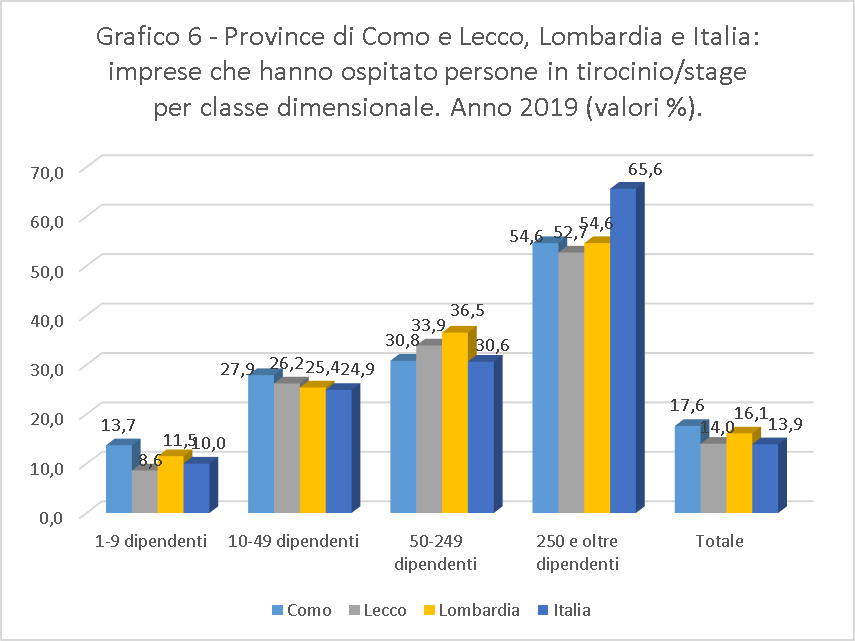 Grafico 6 - Province di Como e Lecco, Lombardia e Italia:
imprese che hanno ospitato persone in tirocinio/stage
per classe dimensionale. Anno 2019 (valori %).
70,0
60,0
50,0
40,0
30,0
20,0
10,0
0,0
13,7
8,6
11,5
10,0
27,9
26,2
25,4
24,9
30,8
33,9
36,5
30,6
54,6
52,7
54,6
65,6
17,6
14,0
16,1
13,9
1-9 dipendenti
10-49 dipendenti
50-249
dipendenti
250 e oltre
dipendenti
Totale
Como
Lecco
Lombardia
Italia